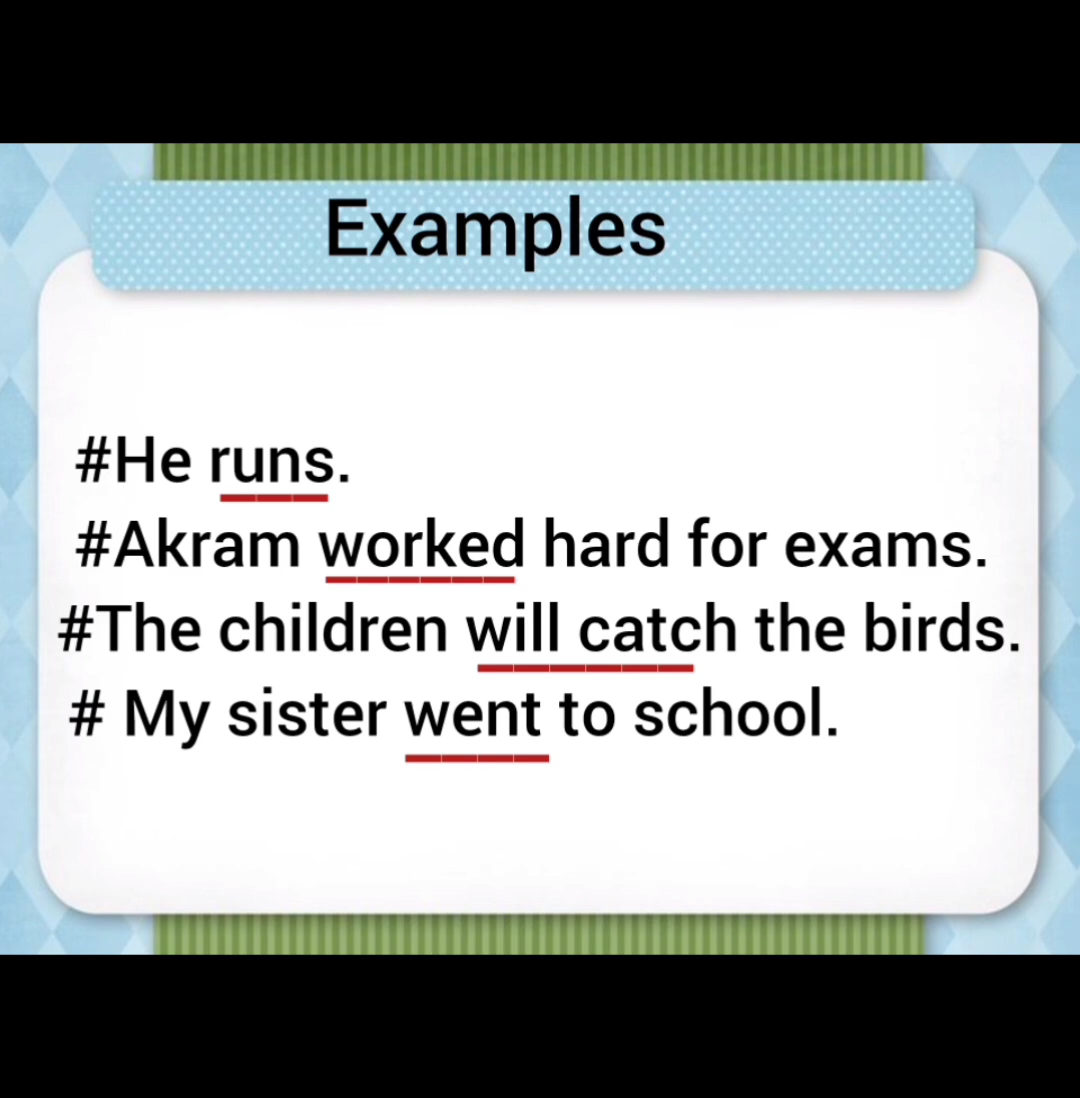 Examples
#He runs.
#Akram worked hard for exams.
#The children will catch the birds.
# My sister went to school.